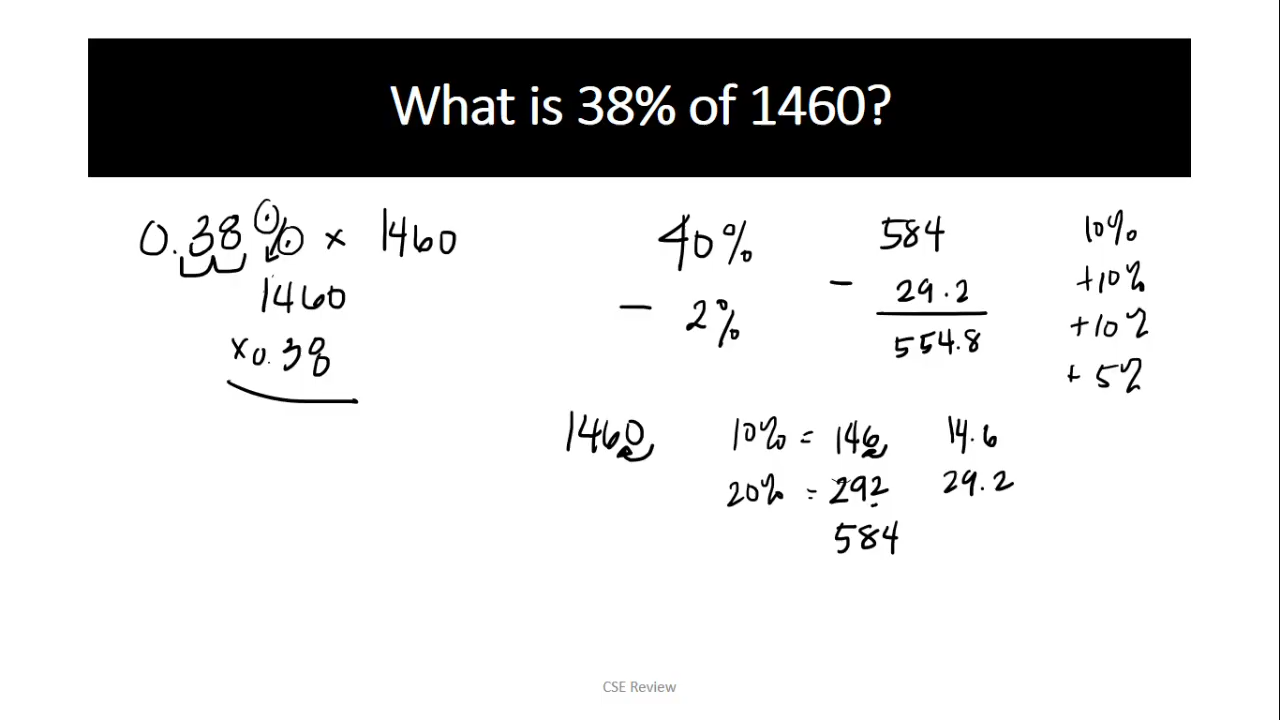 What is 38% of 1460?
0.38% x 1460
1460
x0.38
40%
- 2%
584
- 29.2
554.8
10%
+10%
+10%
+ 5%
1460
10% = 146
14.6
20% = 292
29.2
584
CSE Review